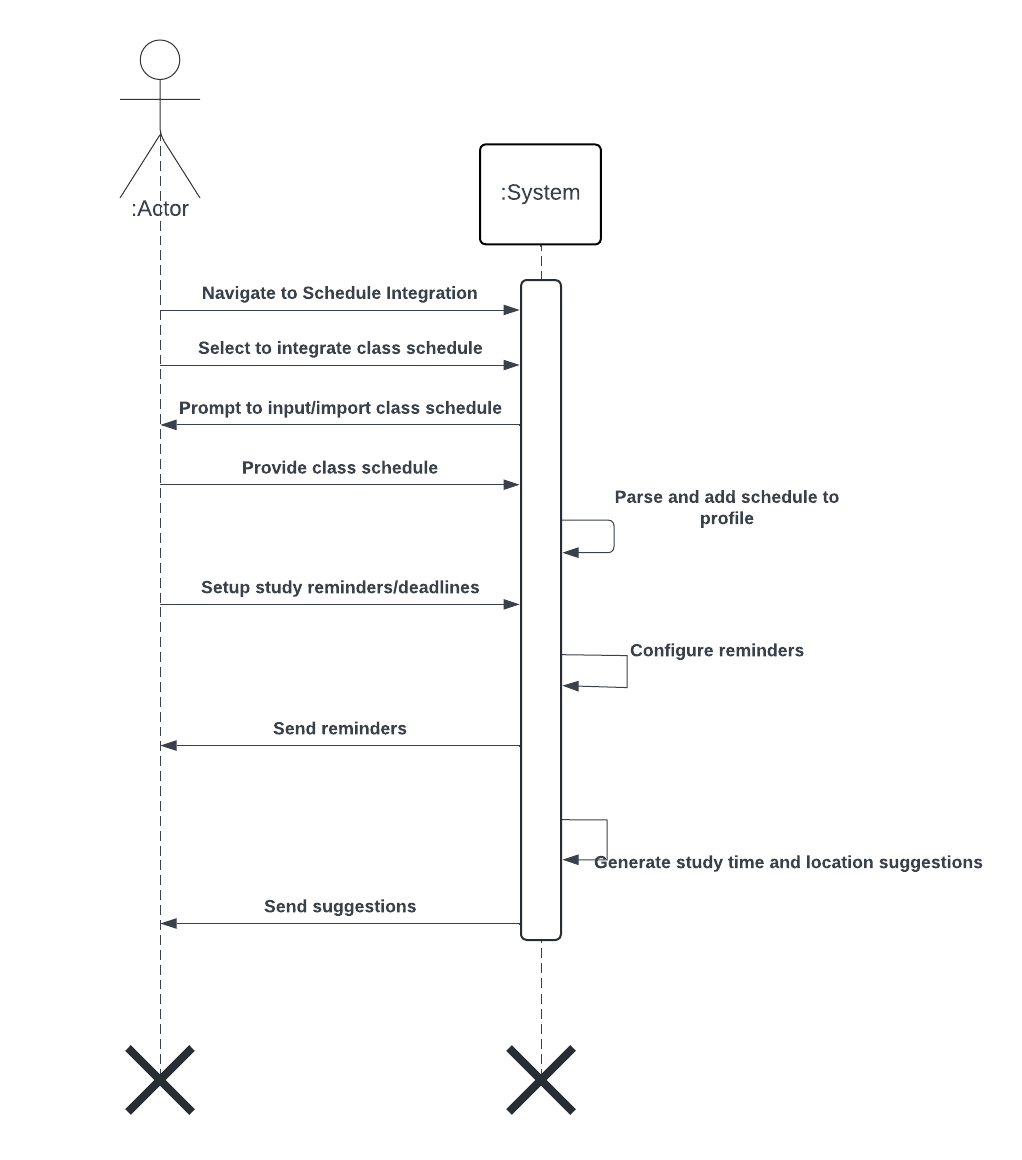 :Actor
:System
Navigate to Schedule Integration
Select to integrate class schedule
Prompt to input/import class schedule
Provide class schedule
Parse and add schedule to
profile
Setup study reminders/deadlines
Configure reminders
Send reminders
Generate study time and location suggestions
Send suggestions